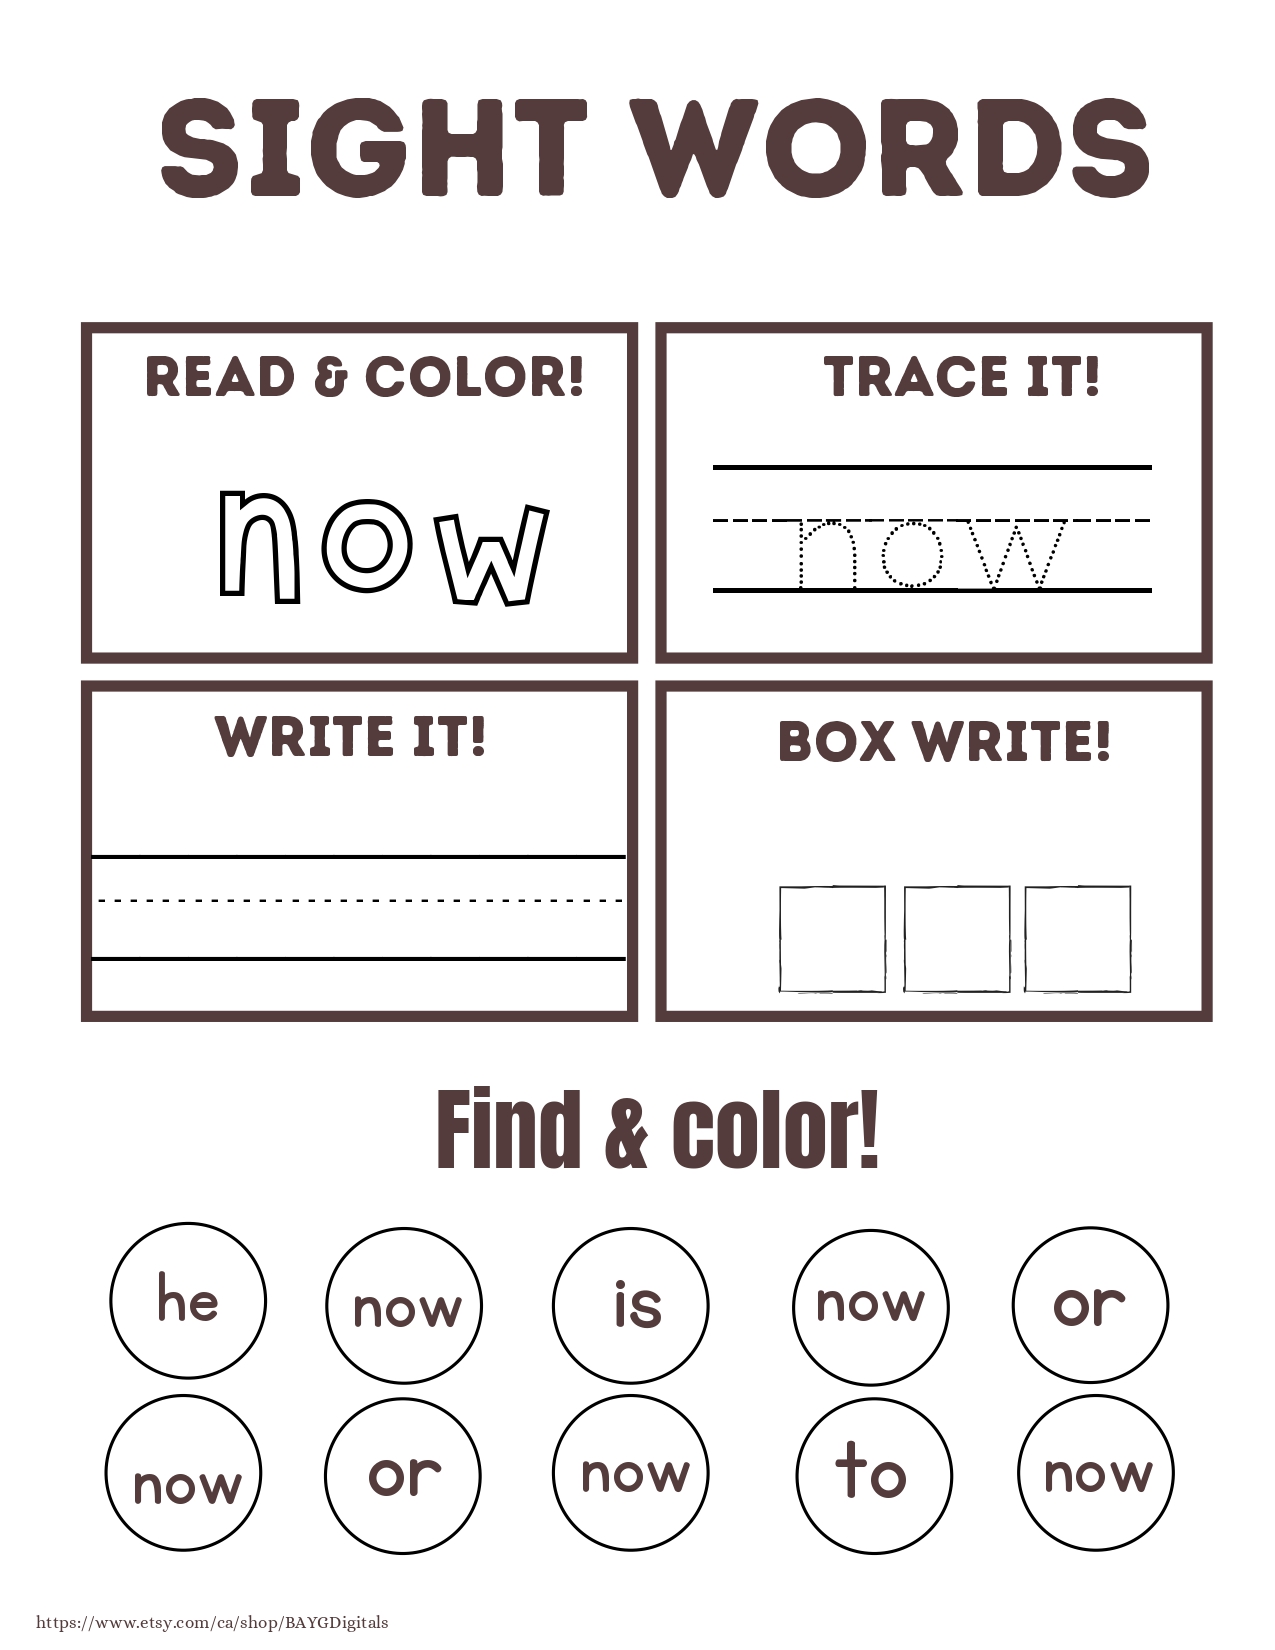 SIGHT WORDS
READ & COLOR!
now
TRACE IT!
now
WRITE IT!
BOX WRITE!
Find & color!
he now is now or
now or now to now
https://www.etsy.com/ca/shop/BAYGDigitals